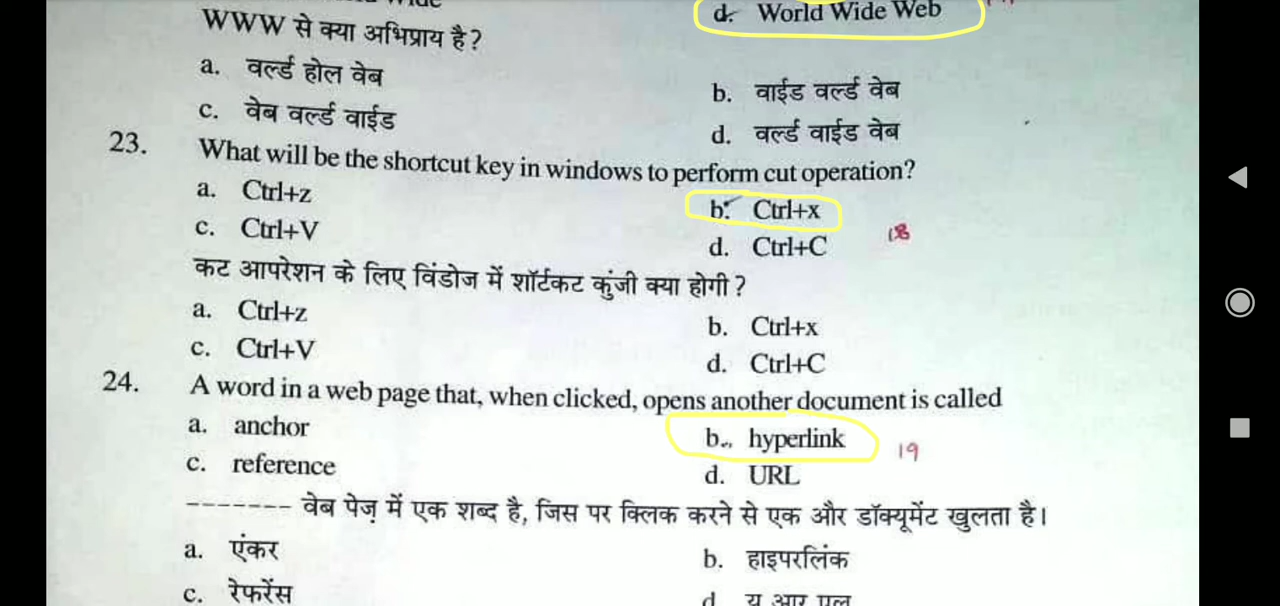 d. World Wide Web
WWW से क्या अभिप्राय है?
a. वर्ल्ड होल वेब
b. वाईड वर्ल्ड वेब
c. वेब वर्ल्ड वाईड
d. वर्ल्ड वाईड वेब
23. What will be the shortcut key in windows to perform cut operation?
a. Ctrl+z
b. Ctrl+x
c. Ctrl+V
d. Ctrl+C
18
कट आपरेशन के लिए विंडोज में शॉर्टकट कुंजी क्या होगी?
a. Ctrl+z
b. Ctrl+x
c. Ctrl+V
d. Ctrl+C
24. A word in a web page that, when clicked, opens another document is called
a. anchor
b. hyperlink
19
c. reference
d. URL
------- वेब पेज़ में एक शब्द है, जिस पर क्लिक करने से एक और डॉक्यूमेंट खुलता है।
a. एंकर
b. हाइपरलिंक
c. रेफरेंस
d यू आर एल